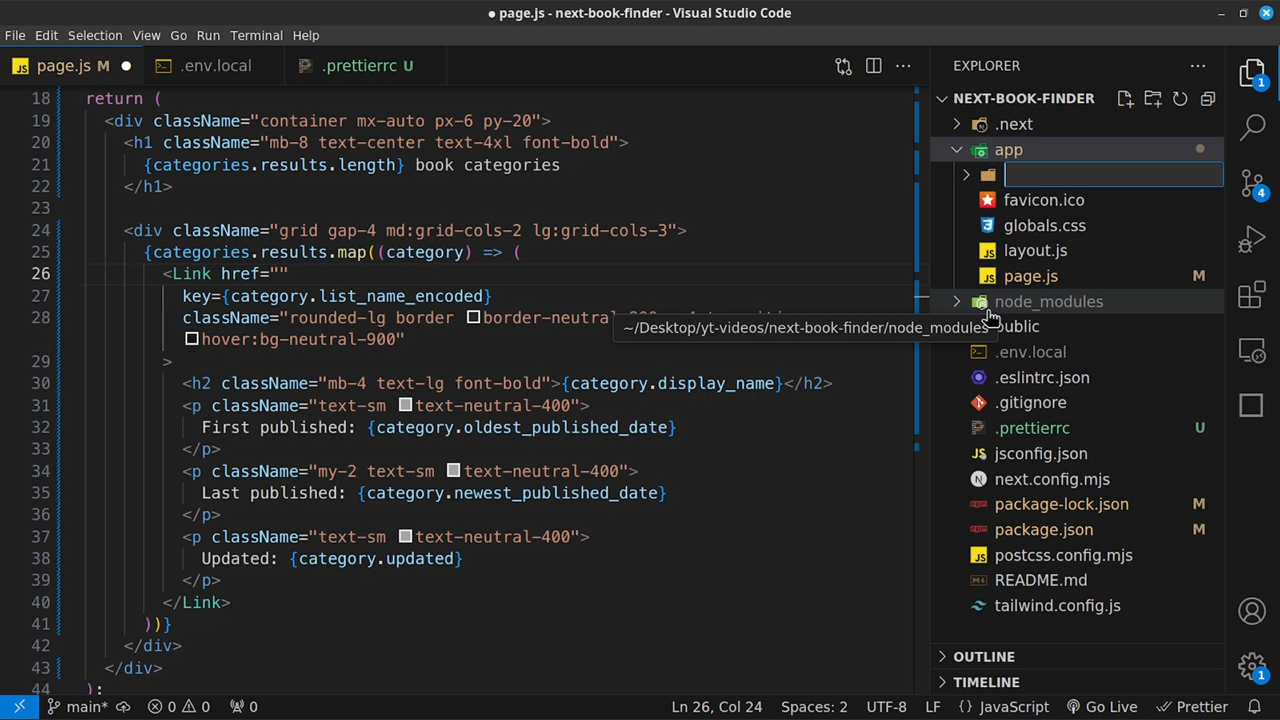 page.js - next-book-finder - Visual Studio Code
File Edit Selection View Go Run Terminal Help
page.js M
.env.local
.prettierrc U
18 return (
19 <div className="container mx-auto px-6 py-20">
20 <h1 className="mb-8 text-center text-4xl font-bold">
21 {categories.results.length} book categories
22 </h1>
23
24 <div className="grid gap-4 md:grid-cols-2 lg:grid-cols-3">
25 {categories.results.map((category) => (
26 <Link href=""
27 key={category.list_name_encoded}
28 className="rounded-lg border border-neutral-
hover:bg-neutral-900"
29 >
30 <h2 className="mb-4 text-lg font-bold">{category.display_name}</h2>
31 <p className="text-sm text-neutral-400">
32 First published: {category.oldest_published_date}
33 </p>
34 <p className="my-2 text-sm text-neutral-400">
35 Last published: {category.newest_published_date}
36 </p>
37 <p className="text-sm text-neutral-400">
38 Updated: {category.updated}
39 </p>
40 </Link>
41 ))}
42 </div>
43 </div>
44 );
~/Desktop/yt-videos/next-book-finder/node_modules
EXPLORER
NEXT-BOOK-FINDER
.next
app
favicon.ico
globals.css
layout.js
page.js M
node_modules
public
.env.local
.eslintrc.json
.gitignore
.prettierrc U
jsconfig.json
next.config.mjs
package-lock.json M
package.json M
postcss.config.mjs
README.md
tailwind.config.js
OUTLINE
TIMELINE
1
4
1
main* 0 0 0 Ln 26, Col 24 Spaces: 2 UTF-8 LF {} JavaScript Go Live Prettier